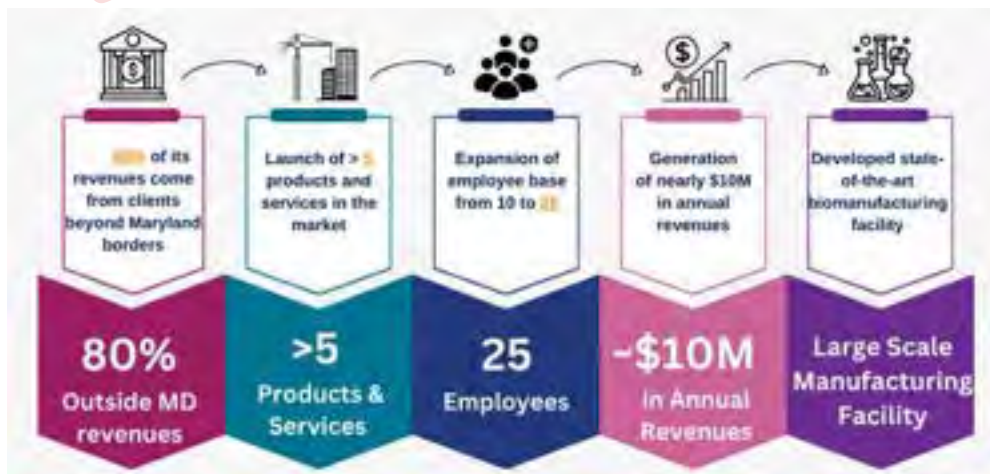 80% of its
revenues come
from clients
beyond Maryland
borders
80%
Outside MD
revenues
Launch of > 5
products and
services in the
market
>5
Products &
Services
Expansion of
employee base
from 10 to 25
25
Employees
Generation
of nearly $10M
in annual
revenues
~$10M
in Annual
Revenues
Developed state-
of-the-art
biomanufacturing
facility
Large Scale
Manufacturing
Facility